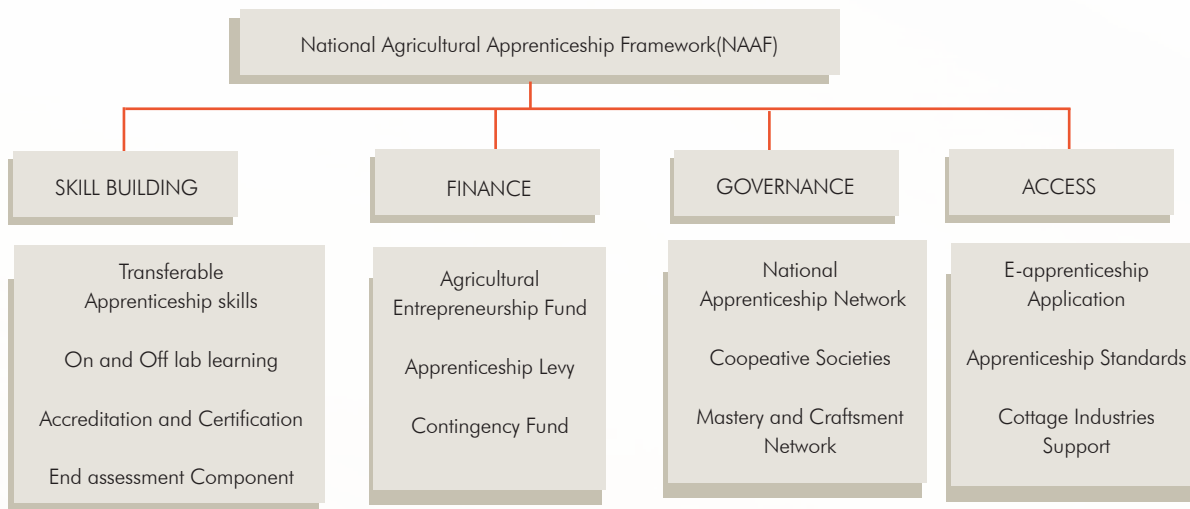 National Agricultural Apprenticeship Framework(NAAF)
SKILL BUILDING
Transferable
Apprenticeship skills
On and Off lab learning
Accreditation and Certification
End assessment Component
FINANCE
Agricultural
Entrepreneurship Fund
Apprenticeship Levy
Contingency Fund
GOVERNANCE
National
Apprenticeship Network
Coopeative Societies
Mastery and Craftsment
Network
ACCESS
E-apprenticeship
Application
Apprenticeship Standards
Cottage Industries
Support